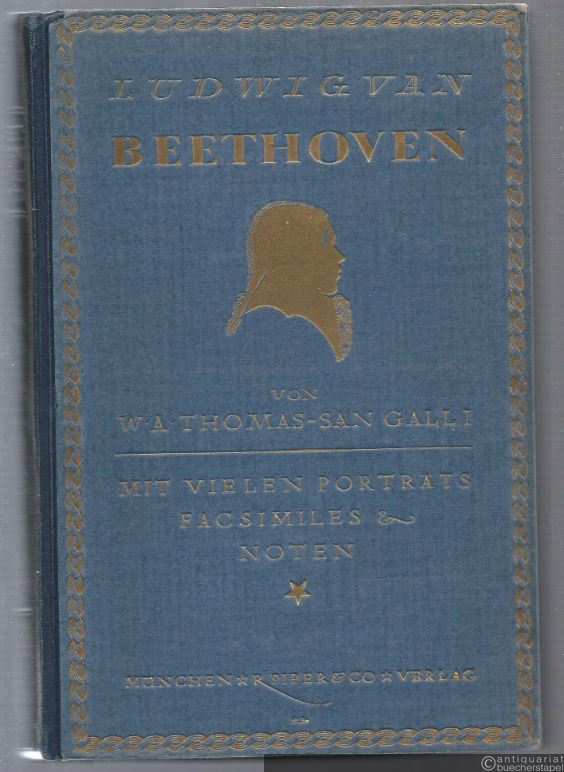 LUDWIG VAN
BEETHOVEN
VON
W·A·THOMAS-SAN GALLI
MIT VIELEN PORTRATS
FACSIMILES &
NOTEN
MÜNCHEN ☆ R. PIPER & CO ☆ VERLAG
antiquariat
buecherstapel